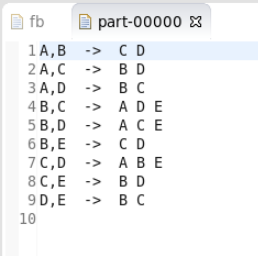 fb part-00000
1 A,B -> C D
2 A,C -> B D
3 A,D -> B C
4 B,C -> A D E
5 B,D -> A C E
6 B,E -> C D
7 C,D -> A B E
8 C,E -> B D
9 D,E -> B C
10